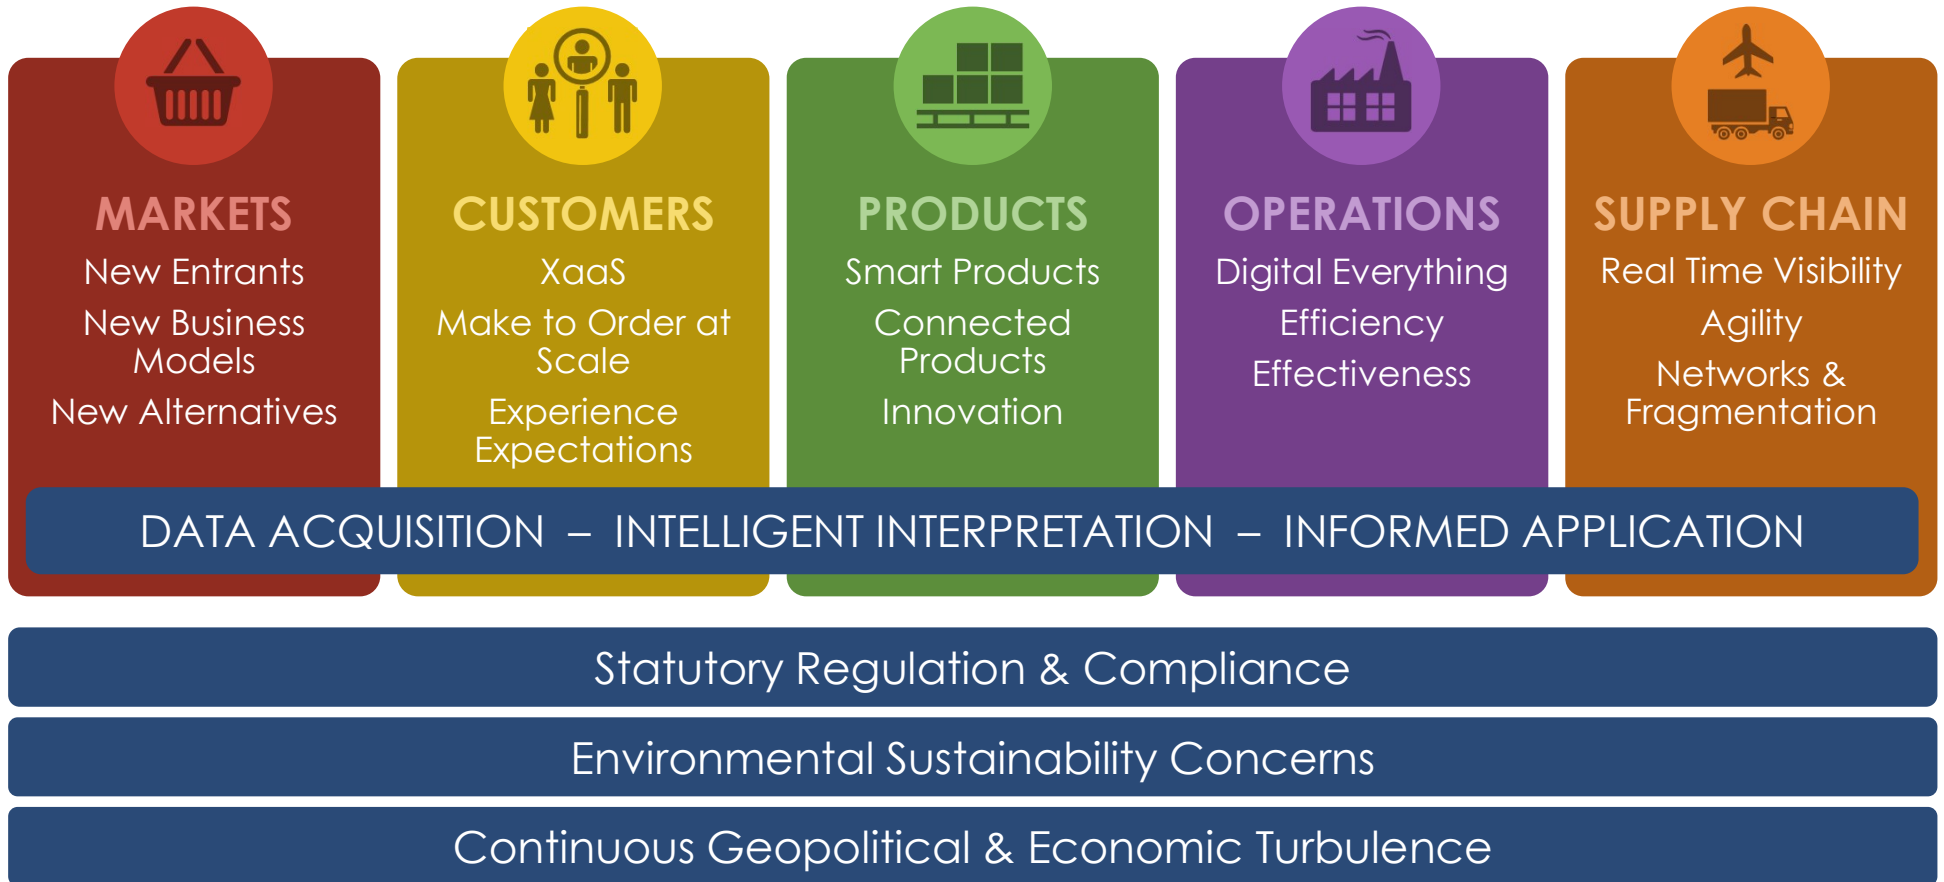 MARKETS
New Entrants
New Business
Models
New Alternatives
CUSTOMERS
XaaS
Make to Order at
Scale
Experience
Expectations
PRODUCTS
Smart Products
Connected
Products
Innovation
OPERATIONS
Digital Everything
Efficiency
Effectiveness
SUPPLY CHAIN
Real Time Visibility
Agility
Networks &
Fragmentation
DATA ACQUISITION – INTELLIGENT INTERPRETATION – INFORMED APPLICATION
Statutory Regulation & Compliance
Environmental Sustainability Concerns
Continuous Geopolitical & Economic Turbulence